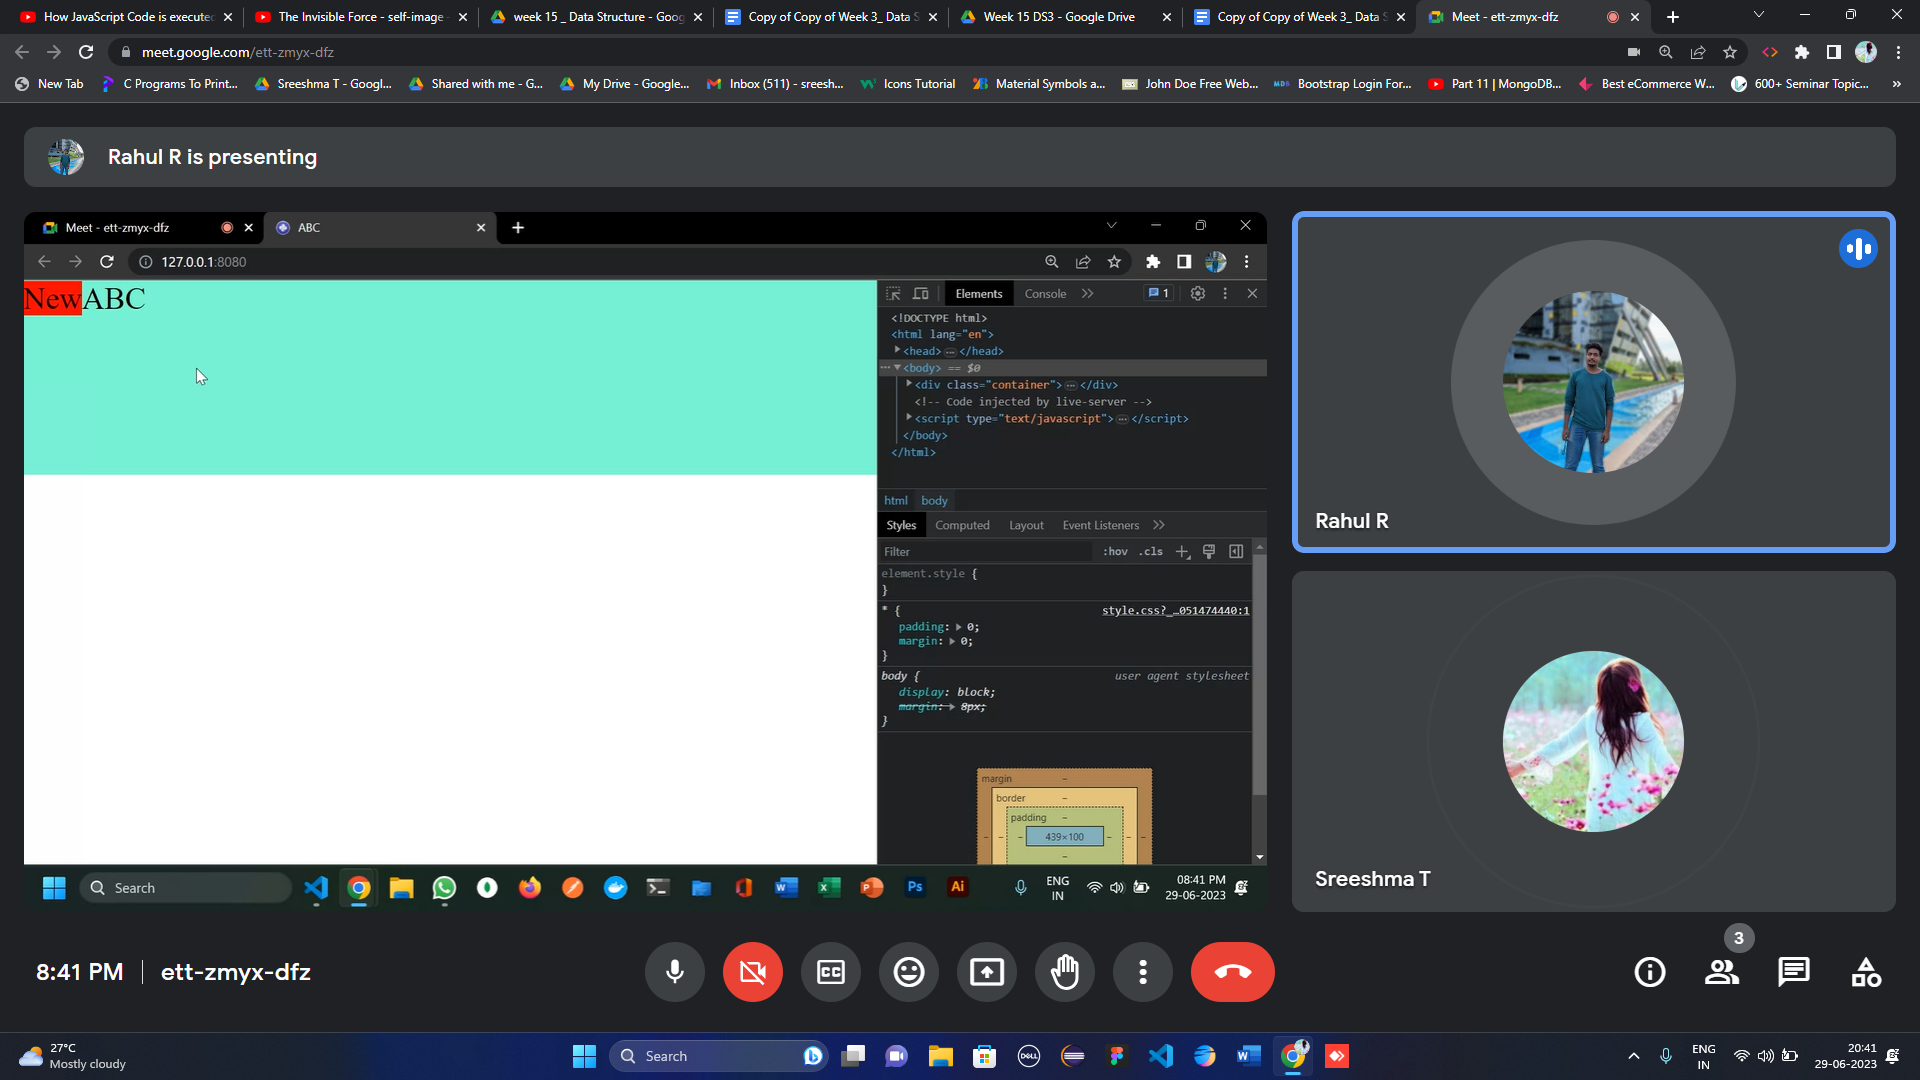 How JavaScript Code is execute
The Invisible Force - self-image -
week 15 _ Data Structure - Goog
Copy of Copy of Week 3_ Data S
Week 15 DS3 - Google Drive
Copy of Copy of Week 3_ Data S
Meet - ett-zmyx-dfz
meet.google.com/ett-zmyx-dfz
New Tab
C Programs To Print...
Sreeshma T - Googl...
Shared with me - G...
My Drive - Google...
Inbox (511) - sreesh...
Icons Tutorial
Material Symbols a...
John Doe Free Web...
Bootstrap Login For...
Part 11 | MongoDB...
Best eCommerce W...
600+ Seminar Topic...
Rahul R is presenting
Meet - ett-zmyx-dfz
ABC
127.0.0.1:8080
NewABC
Elements
Console
1
<!DOCTYPE html>
<html lang="en">
<head> … </head>
<body> == $0
<div class="container"> … </div>
<!-- Code injected by live-server -->
<script type="text/javascript"> … </script>
</body>
</html>
html body
Styles
Computed
Layout
Event Listeners
Filter
:hov .cls
element.style {
}
* {
style.css?_…051474440:1
padding: 0;
margin: 0;
}
body {
user agent stylesheet
display: block;
margin: 8px;
}
margin –
border –
padding –
– – – 439×100 – – –
–
Search
Ps
Ai
ENG
IN
08:41 PM
29-06-2023
Rahul R
Sreeshma T
8:41 PM
ett-zmyx-dfz
CC
3
27°C
Mostly cloudy
Search
DELL
ENG
IN
20:41
29-06-2023